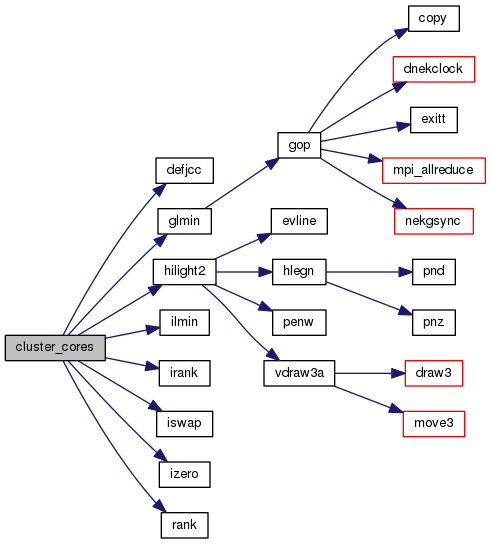 copy
dnekclock
exitt
gop
mpi_allreduce
defjcc
nekgsync
glmin
evline
hilight2
hlegn
pnd
penw
pnz
ilmin
cluster_cores
irank
vdraw3a
draw3
iswap
move3
izero
rank